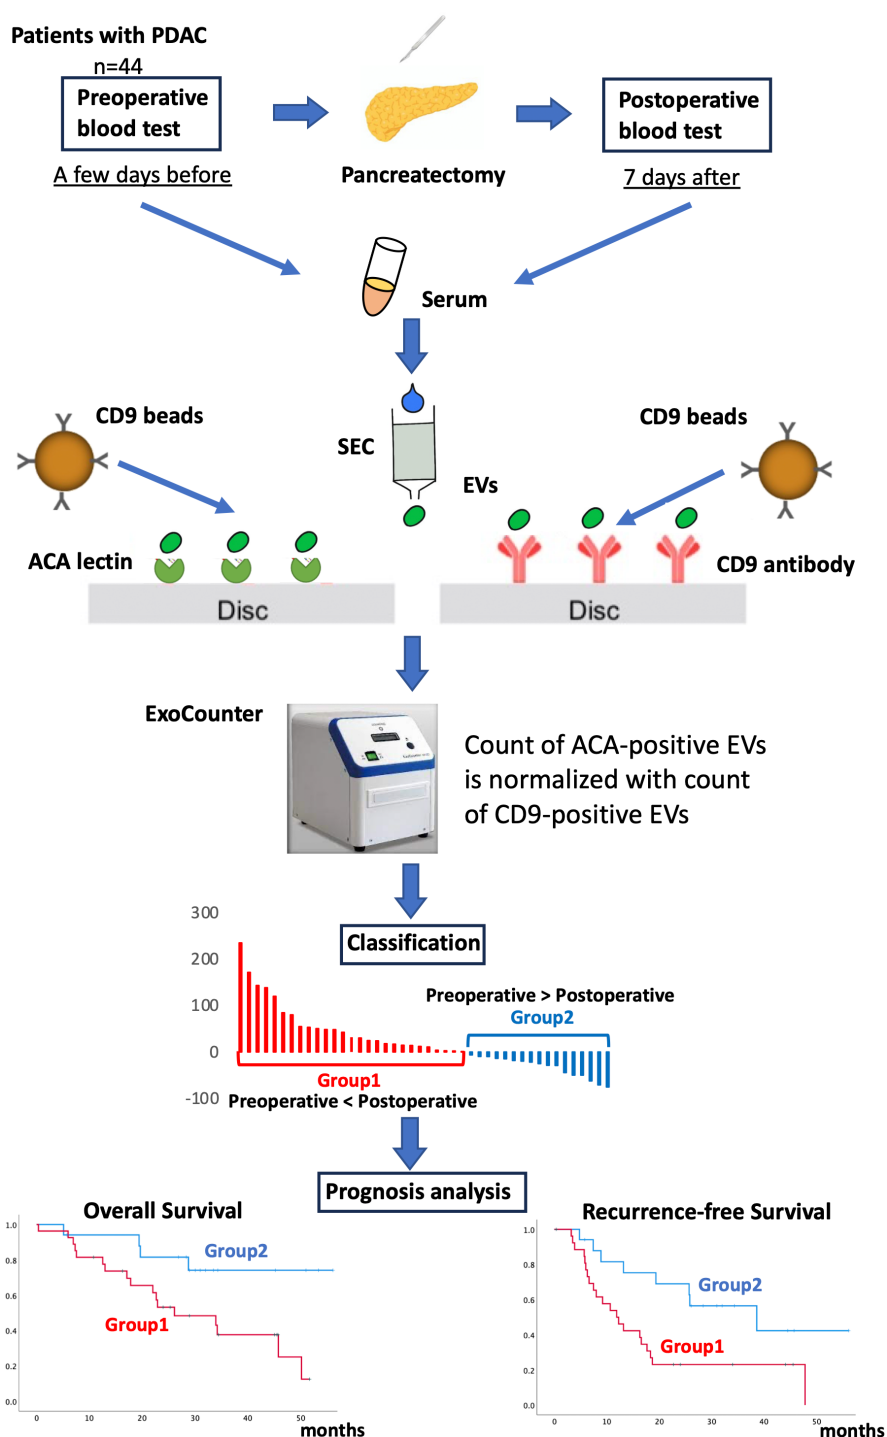 Patients with PDAC
n=44
Preoperative
blood test
Postoperative
blood test
A few days before
Pancreatectomy
7 days after
Serum
CD9 beads
CD9 beads
SEC
EVs
ACA lectin
CD9 antibody
Disc
Disc
ExoCounter
Count of ACA-positive EVs
is normalized with count
of CD9-positive EVs
300
200
100
0
-100
Classification
Preoperative > Postoperative
Group2
Group1
Preoperative < Postoperative
Prognosis analysis
Overall Survival
1.0
0.8
0.6
0.4
0.2
0.0
Group2
Group1
0 10 20 30 40 50
months
Recurrence-free Survival
1.0
0.8
0.6
0.4
0.2
0.0
Group2
Group1
0 10 20 30 40 50
months